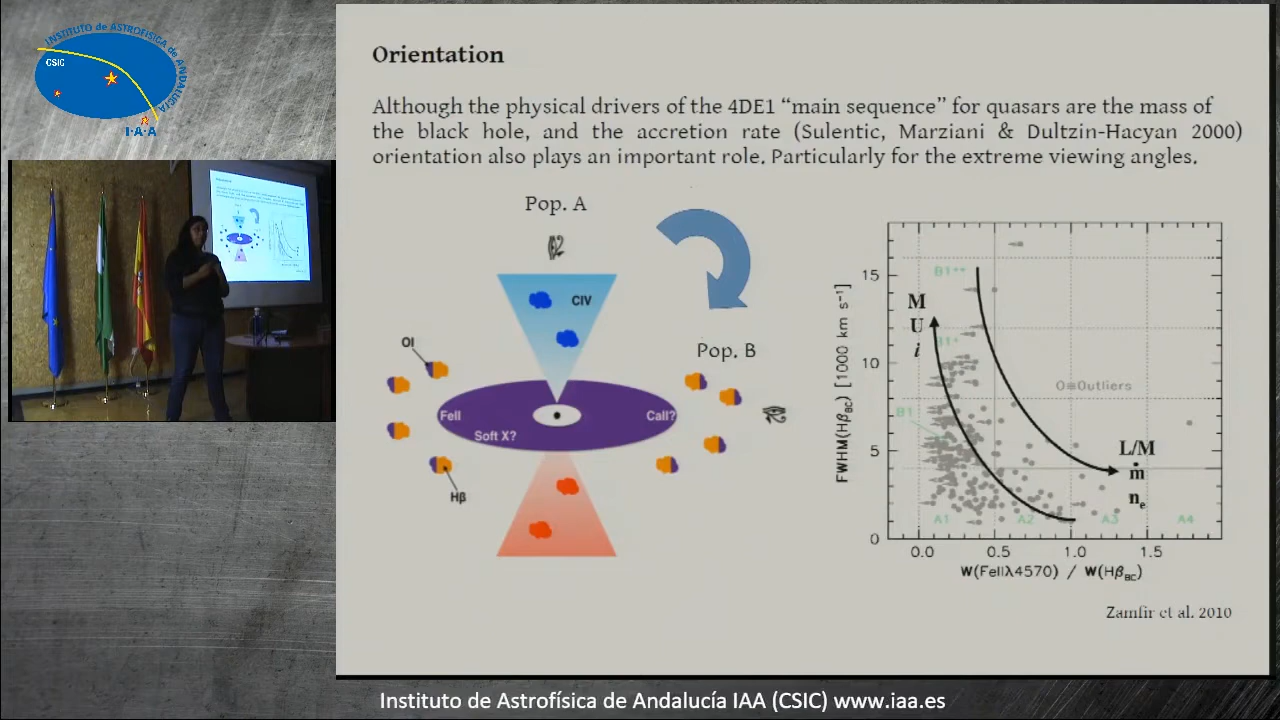 INSTITUTO de ASTROFÍSICA de ANDALUCÍA
CSIC
I·A·A
Orientation
Although the physical drivers of the 4DE1 “main sequence” for quasars are the mass of
the black hole, and the accretion rate (Sulentic, Marziani & Dultzin-Hacyan 2000)
orientation also plays an important role. Particularly for the extreme viewing angles.
Pop. A
CIV
OI
Pop. B
FeII
CaII?
Soft X?
Hβ
FWHM(Hβ_BC) [1000 km s⁻¹]
15
10
5
0
B1**
M
U
i
B1*
O≡Outliers
B1
L/M
ṁ
nₑ
A1
A2
A3
A4
0.0
0.5
1.0
1.5
W(FeIIλ4570) / W(Hβ_BC)
Zamfir et al. 2010
Instituto de Astrofísica de Andalucía IAA (CSIC) www.iaa.es